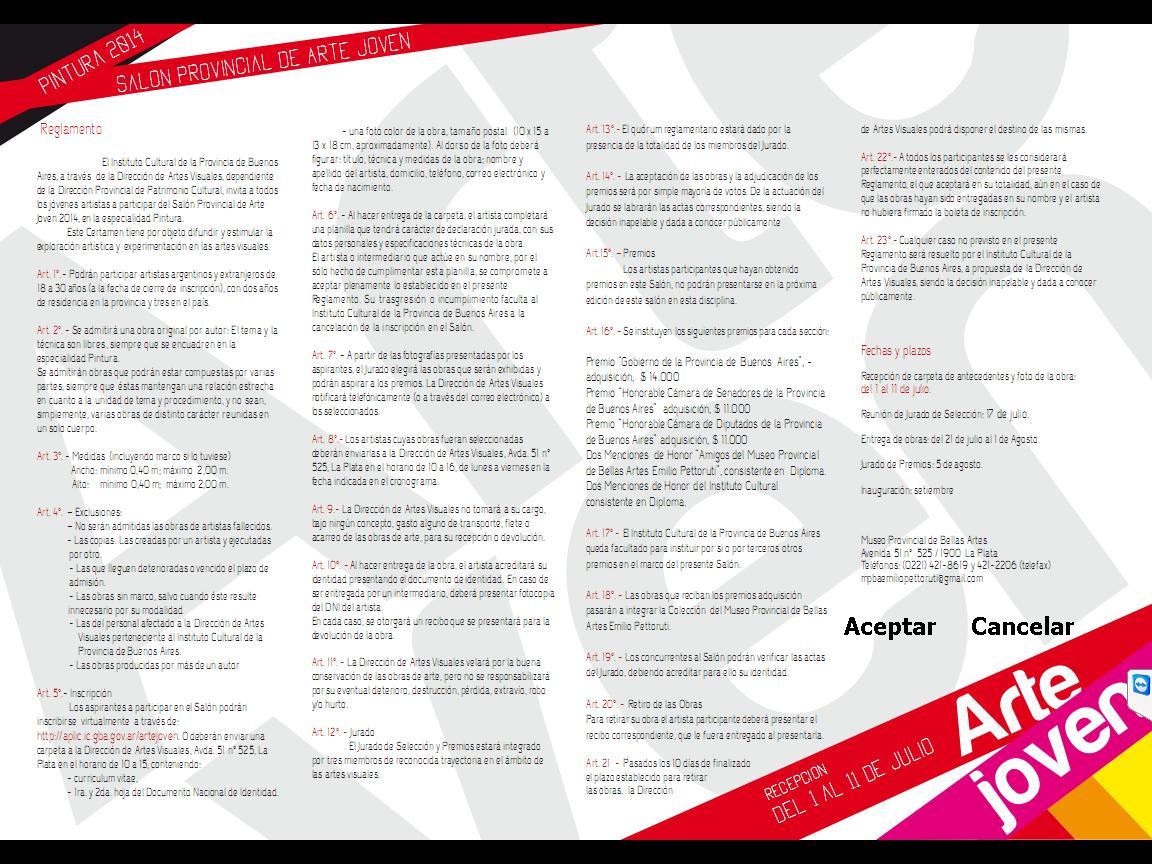 PINTURA 2014
SALON PROVINCIAL DE ARTE JOVEN
Reglamento
El Instituto Cultural de la Provincia de Buenos
Aires, a través de la Dirección de Artes Visuales, dependiente
de la Dirección Provincial de Patrimonio Cultural, invita a todos
los jóvenes artistas a participar del Salón Provincial de Arte
Joven 2014, en la especialidad Pintura.
Este Certamen tiene por objeto difundir y estimular la
exploración artística y experimentación en las artes visuales.
Art. 1º.- Podrán participar artistas argentinos y extranjeros de
18 a 30 años (a la fecha de cierre de inscripción), con dos años
de residencia en la provincia y tres en el país.
Art. 2º. - Se admitirá una obra original por autor: El tema y la
técnica son libres, siempre que se encuadren en la
especialidad Pintura.
Se admitirán obras que podrán estar compuestas por varias
partes, siempre que éstas mantengan una relación estrecha
en cuanto a la unidad de tema y procedimiento, y no sean,
simplemente, varias obras de distinto carácter reunidas en
un solo cuerpo.
Art. 3º. - Medidas (incluyendo marco si lo tuviese)
Ancho: mínimo 0,40 m; máximo 2,00 m.
Alto: mínimo 0,40 m; máximo 2,00 m.
Art. 4º. – Exclusiones:
– No serán admitidas las obras de artistas fallecidos.
– Las copias. Las creadas por un artista y ejecutadas
por otro.
– Las que lleguen deterioradas o vencido el plazo de
admisión.
– Las obras sin marco, salvo cuando éste resulte
innecesario por su modalidad
– Las del personal afectado a la Dirección de Artes
Visuales perteneciente al Instituto Cultural de la
Provincia de Buenos Aires.
– Las obras producidas por más de un autor
Art. 5º.- Inscripción
Los aspirantes a participar en el Salón podrán
inscribirse virtualmente a través de:
http://aplic.ic.gba.gov.ar/artejoven. O deberán enviar una
carpeta a la Dirección de Artes Visuales, Avda. 51 nº 525, La
Plata en el horario de 10 a 15, conteniendo:
– curriculum vitae,
– 1ra. y 2da. hoja del Documento Nacional de Identidad.
– una foto color de la obra, tamaño postal (10 x 15 a
13 x 18 cm, aproximadamente). Al dorso de la foto deberá
figurar: título, técnica y medidas de la obra; nombre y
apellido del artista, domicilio, teléfono, correo electrónico y
fecha de nacimiento.
Art. 6º. - Al hacer entrega de la carpeta, el artista completará
una planilla que tendrá carácter de declaración jurada, con sus
datos personales y especificaciones técnicas de la obra.
El artista o intermediario que actúe en su nombre, por el
sólo hecho de cumplimentar esta planilla, se compromete a
aceptar plenamente lo establecido en el presente
Reglamento. Su trasgresión o incumplimiento faculta al
Instituto Cultural de la Provincia de Buenos Aires a la
cancelación de la inscripción en el Salón.
Art. 7º. - A partir de las fotografías presentadas por los
aspirantes, el Jurado elegirá las obras que serán exhibidas y
podrán aspirar a los premios. La Dirección de Artes Visuales
notificará telefónicamente (o a través del correo electrónico) a
los seleccionados.
Art. 8º.- Los artistas cuyas obras fueran seleccionadas
deberán enviarlas a la Dirección de Artes Visuales, Avda. 51 nº
525, La Plata en el horario de 10 a 16, de lunes a viernes en la
fecha indicada en el cronograma.
Art. 9.- La Dirección de Artes Visuales no tomará a su cargo,
bajo ningún concepto, gasto alguno de transporte, flete o
acarreo de las obras de arte, para su recepción o devolución.
Art. 10º. - Al hacer entrega de la obra, el artista acreditará su
identidad presentando el documento de identidad. En caso de
ser entregada por un intermediario, deberá presentar fotocopia
del DNI del artista.
En cada caso, se otorgará un recibo que se presentará para la
devolución de la obra.
Art. 11º. - La Dirección de Artes Visuales velará por la buena
conservación de las obras de arte, pero no se responsabilizará
por su eventual deterioro, destrucción, pérdida, extravío, robo
y/o hurto.
Art. 12º. - Jurado
El Jurado de Selección y Premios estará integrado
por tres miembros de reconocida trayectoria en el ámbito de
las artes visuales.
Art. 13º.- El quórum reglamentario estará dado por la
presencia de la totalidad de los miembros del Jurado.
Art. 14º. - La aceptación de las obras y la adjudicación de los
premios será por simple mayoría de votos. De la actuación del
Jurado se labrarán las actas correspondientes, siendo la
decisión inapelable y dada a conocer públicamente
Art.15º. – Premios
Los artistas participantes que hayan obtenido
premios en este Salón, no podrán presentarse en la próxima
edición de este salón en esta disciplina.
Art. 16º. - Se instituyen los siguientes premios para cada sección:
Premio "Gobierno de la Provincia de Buenos Aires", -
adquisición, $ 14.000
Premio "Honorable Cámara de Senadores de la Provincia
de Buenos Aires" adquisición, $ 11.000
Premio "Honorable Cámara de Diputados de la Provincia
de Buenos Aires" adquisición, $ 11.000
Dos Menciones de Honor "Amigos del Museo Provincial
de Bellas Artes Emilio Pettoruti", consistente en Diploma.
Dos Menciones de Honor del Instituto Cultural
consistente en Diploma.
Art. 17º - El Instituto Cultural de la Provincia de Buenos Aires
queda facultado para instituir por si o por terceros otros
premios en el marco del presente Salón.
Art. 18º. - Las obras que reciban los premios adquisición
pasarán a integrar la Colección del Museo Provincial de Bellas
Artes Emilio Pettoruti.
Art. 19º. - Los concurrentes al Salón podrán verificar las actas
del Jurado, debiendo acreditar para ello su identidad.
Art. 20º. - Retiro de las Obras
Para retirar su obra el artista participante deberá presentar el
recibo correspondiente, que le fuera entregado al presentarla.
Art. 21 - Pasados los 10 días de finalizado
el plazo establecido para retirar
las obras, la Dirección
de Artes Visuales podrá disponer el destino de las mismas.
Art. 22º.- A todos los participantes se les considerará
perfectamente enterados del contenido del presente
Reglamento, el que aceptará en su totalidad, aún en el caso de
que las obras hayan sido entregadas en su nombre y el artista
no hubiera firmado la boleta de inscripción.
Art. 23º.- Cualquier caso no previsto en el presente
Reglamento será resuelto por el Instituto Cultural de la
Provincia de Buenos Aires, a propuesta de la Dirección de
Artes Visuales, siendo la decisión inapelable y dada a conocer
públicamente.
Fechas y plazos
Recepción de carpeta de antecedentes y foto de la obra:
del 1 al 11 de julio.
Reunión de Jurado de Selección: 17 de julio.
Entrega de obras: del 21 de julio al 1 de Agosto.
Jurado de Premios: 5 de agosto.
Inauguración: setiembre
Museo Provincial de Bellas Artes
Avenida 51 nº 525 / 1900 La Plata
Teléfonos: (0221) 421-8619 y 421-2206 (telefax)
mpbaemiliopettoruti@gmail.com
Aceptar Cancelar
RECEPCION
DEL 1 AL 11 DE JULIO
Arte
joven